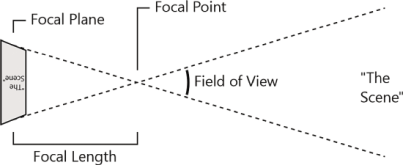 Focal Plane
Focal Point
"The
Scene"
Field of View
"The
Scene"
Focal Length